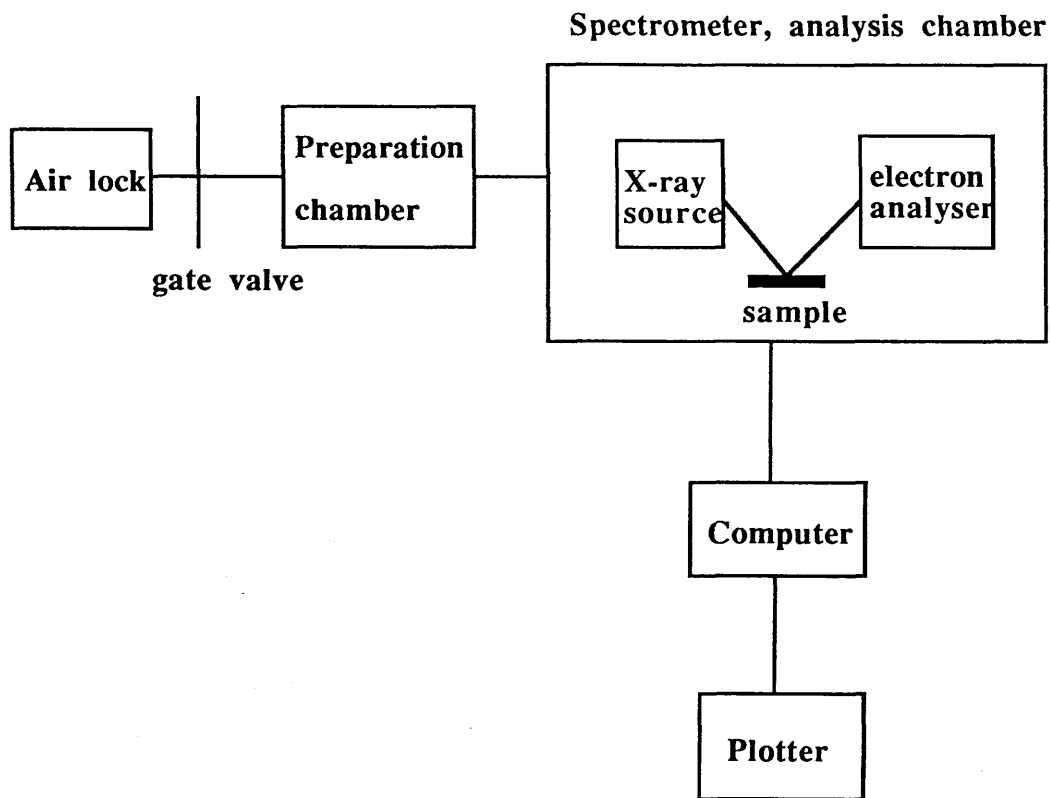 Spectrometer, analysis chamber
Air lock
gate valve
Preparation
chamber
X-ray
source
electron
analyser
sample
Computer
Plotter